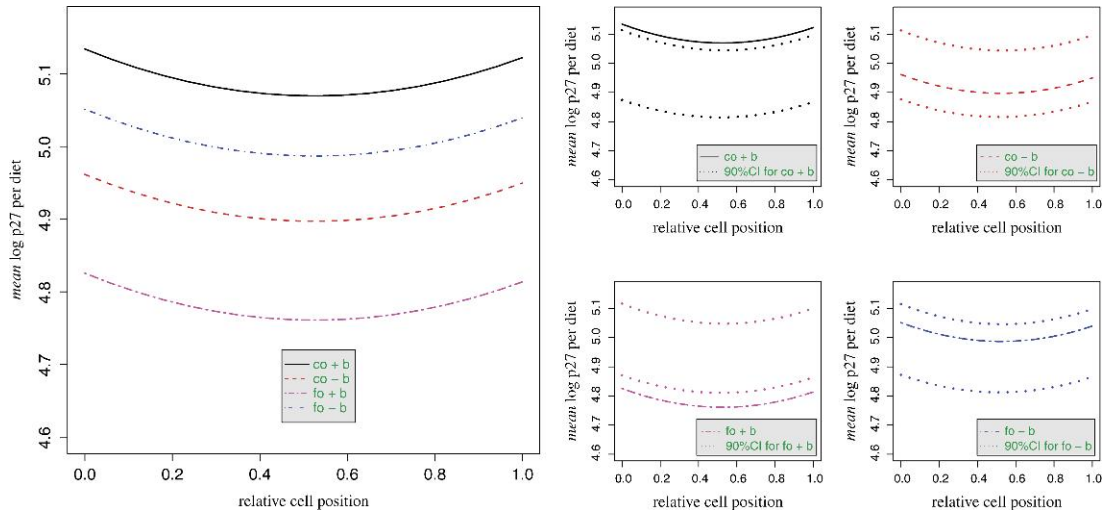 mean log p27 per diet
5.1
5.0
4.9
4.8
4.7
4.6
co + b
co − b
fo + b
fo − b
0.0 0.2 0.4 0.6 0.8 1.0
relative cell position
mean log p27 per diet
5.1
5.0
4.9
4.8
4.7
4.6
co + b
90%CI for co + b
0.0 0.2 0.4 0.6 0.8 1.0
relative cell position
mean log p27 per diet
5.1
5.0
4.9
4.8
4.7
4.6
co − b
90%CI for co − b
0.0 0.2 0.4 0.6 0.8 1.0
relative cell position
mean log p27 per diet
5.1
5.0
4.9
4.8
4.7
4.6
fo + b
90%CI for fo + b
0.0 0.2 0.4 0.6 0.8 1.0
relative cell position
mean log p27 per diet
5.1
5.0
4.9
4.8
4.7
4.6
fo − b
90%CI for fo − b
0.0 0.2 0.4 0.6 0.8 1.0
relative cell position